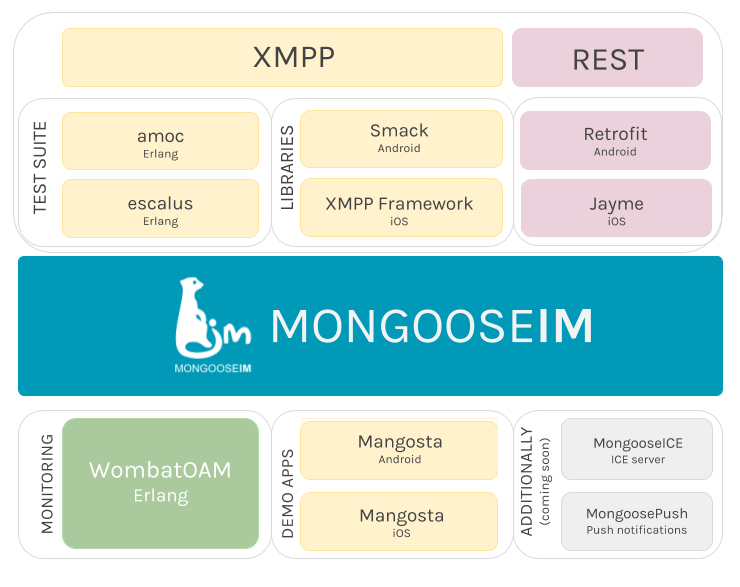 XMPP
REST
TEST SUITE
amoc
Erlang
escalus
Erlang
LIBRARIES
Smack
Android
XMPP Framework
iOS
Retrofit
Android
Jayme
iOS
jm
MONGOOSEIM
MONGOOSEIM
MONITORING
WombatOAM
Erlang
DEMO APPS
Mangosta
Android
Mangosta
iOS
ADDITIONALLY
(coming soon)
MongooseICE
ICE server
MongoosePush
Push notifications